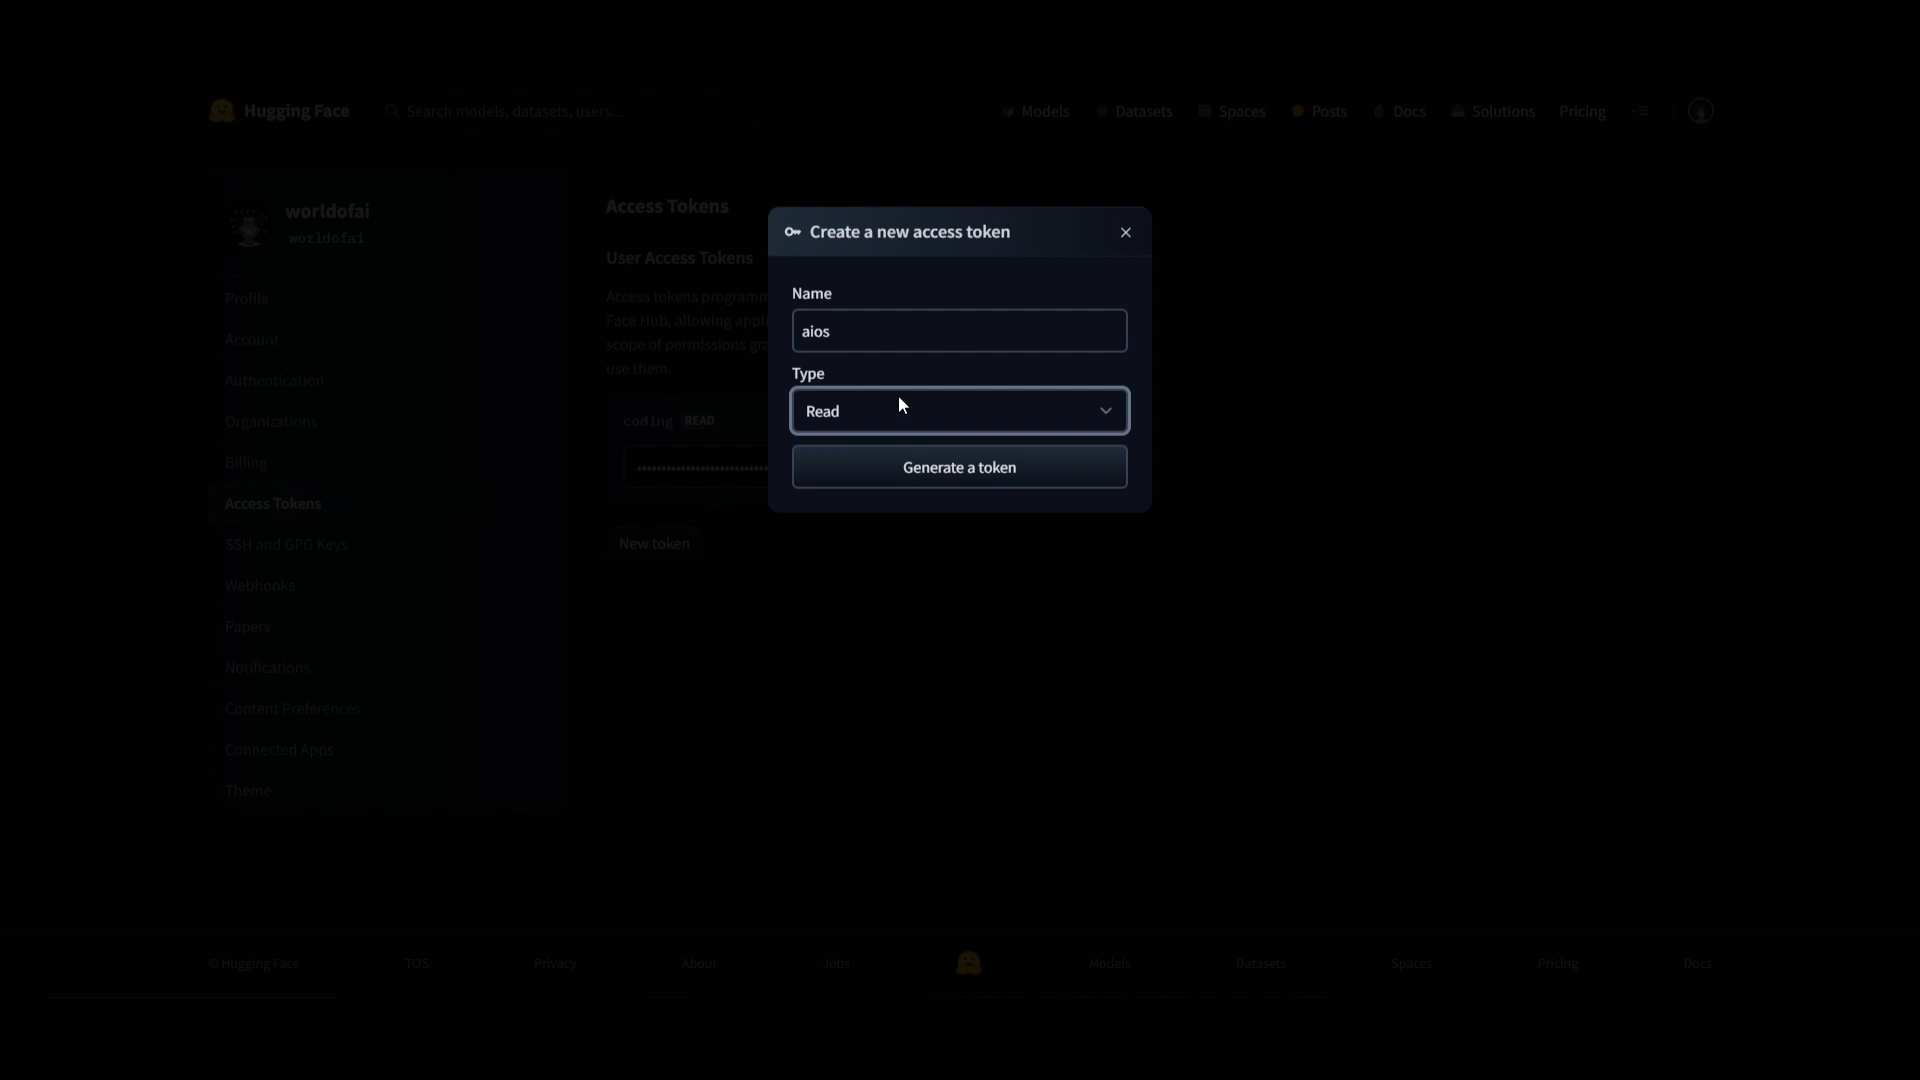 Hugging Face
Search models, datasets, users...
Models
Datasets
Spaces
Posts
Docs
Solutions
Pricing
worldofai
worldofai
Profile
Account
Authentication
Organizations
Billing
Access Tokens
SSH and GPG Keys
Webhooks
Papers
Notifications
Content Preferences
Connected Apps
Theme
Access Tokens
User Access Tokens
Access tokens programm
Face Hub, allowing appli
scope of permissions gra
use them.
coding READ
New token
Create a new access token
Name
aios
Type
Read
Generate a token
© Hugging Face
TOS
Privacy
About
Jobs
Models
Datasets
Spaces
Pricing
Docs